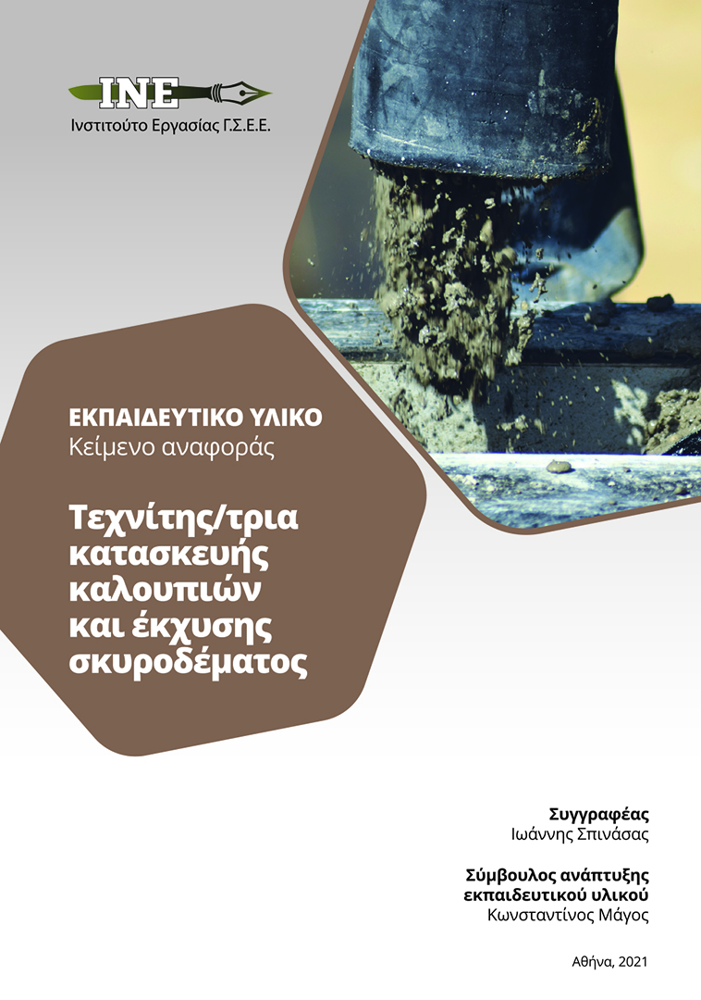 INE
Ινστιτούτο Εργασίας Γ.Σ.Ε.Ε.
ΕΚΠΑΙΔΕΥΤΙΚΟ ΥΛΙΚΟ
Κείμενο αναφοράς
Τεχνίτης/τρια
κατασκευής
καλουπιών
και έκχυσης
σκυροδέματος
Συγγραφέας
Ιωάννης Σπινάσας
Σύμβουλος ανάπτυξης
εκπαιδευτικού υλικού
Κωνσταντίνος Μάγος
Αθήνα, 2021